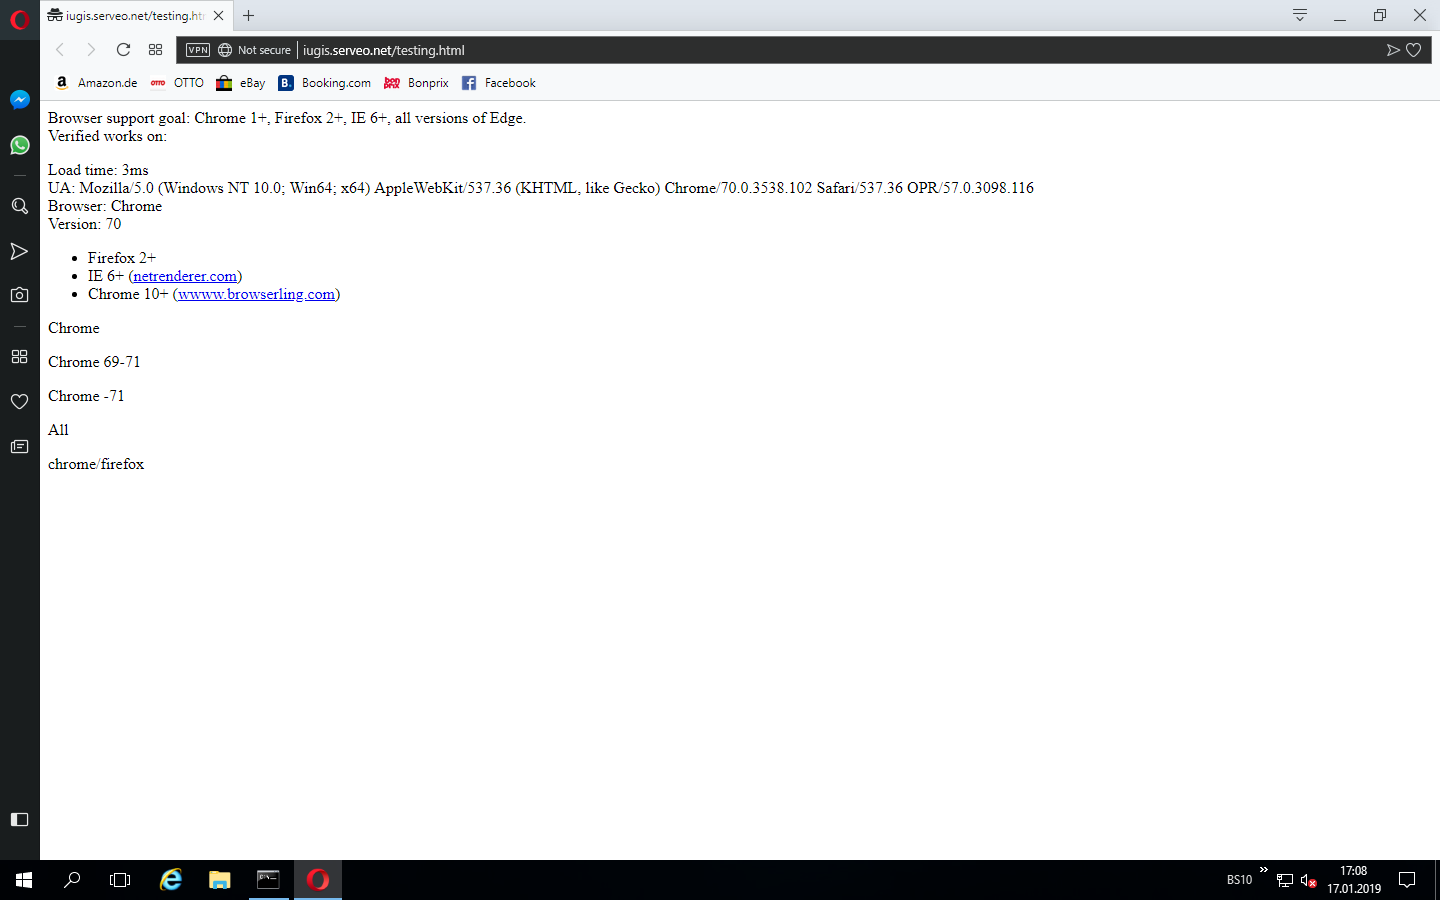 iugis.serveo.net/testing.ht
VPN Not secure iugis.serveo.net/testing.html
a Amazon.de OTTO OTTO eBay B. Booking.com bon prix Bonprix Facebook
Browser support goal: Chrome 1+, Firefox 2+, IE 6+, all versions of Edge.
Verified works on:
Load time: 3ms
UA: Mozilla/5.0 (Windows NT 10.0; Win64; x64) AppleWebKit/537.36 (KHTML, like Gecko) Chrome/70.0.3538.102 Safari/537.36 OPR/57.0.3098.116
Browser: Chrome
Version: 70
Firefox 2+
IE 6+ (netrenderer.com)
Chrome 10+ (wwww.browserling.com)
Chrome
Chrome 69-71
Chrome -71
All
chrome/firefox
BS10
17:08
17.01.2019